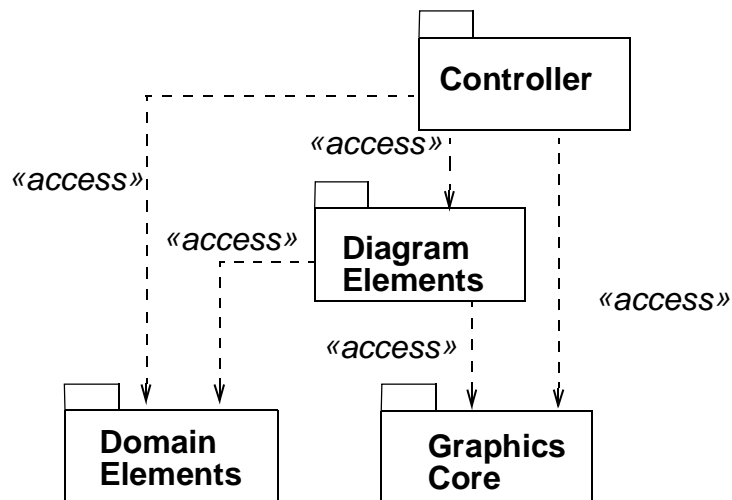 Controller
«access»
«access»
«access»
Diagram
Elements
«access»
«access»
Domain
Elements
Graphics
Core